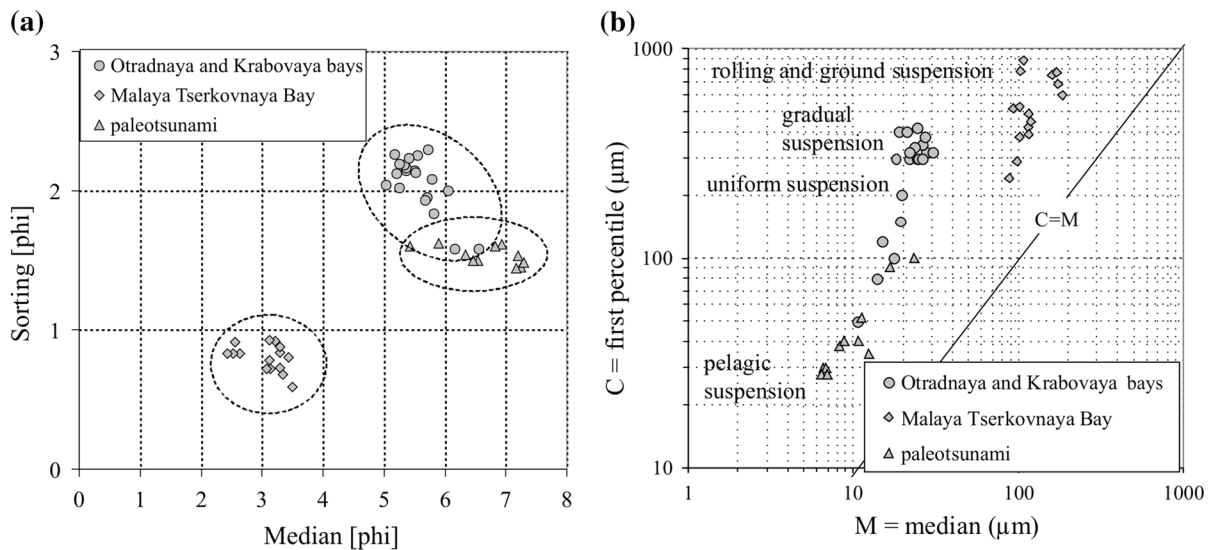 (a)
3
2
1
0
Sorting [phi]
Otradnaya and Krabovaya bays
Malaya Tserkovnaya Bay
paleotsunami
0 1 2 3 4 5 6 7 8
Median [phi]
(b)
1000
100
10
C = first percentile (µm)
rolling and ground suspension
gradual
suspension
uniform suspension
C=M
pelagic
suspension
Otradnaya and Krabovaya bays
Malaya Tserkovnaya Bay
paleotsunami
1 10 100 1000
M = median (µm)